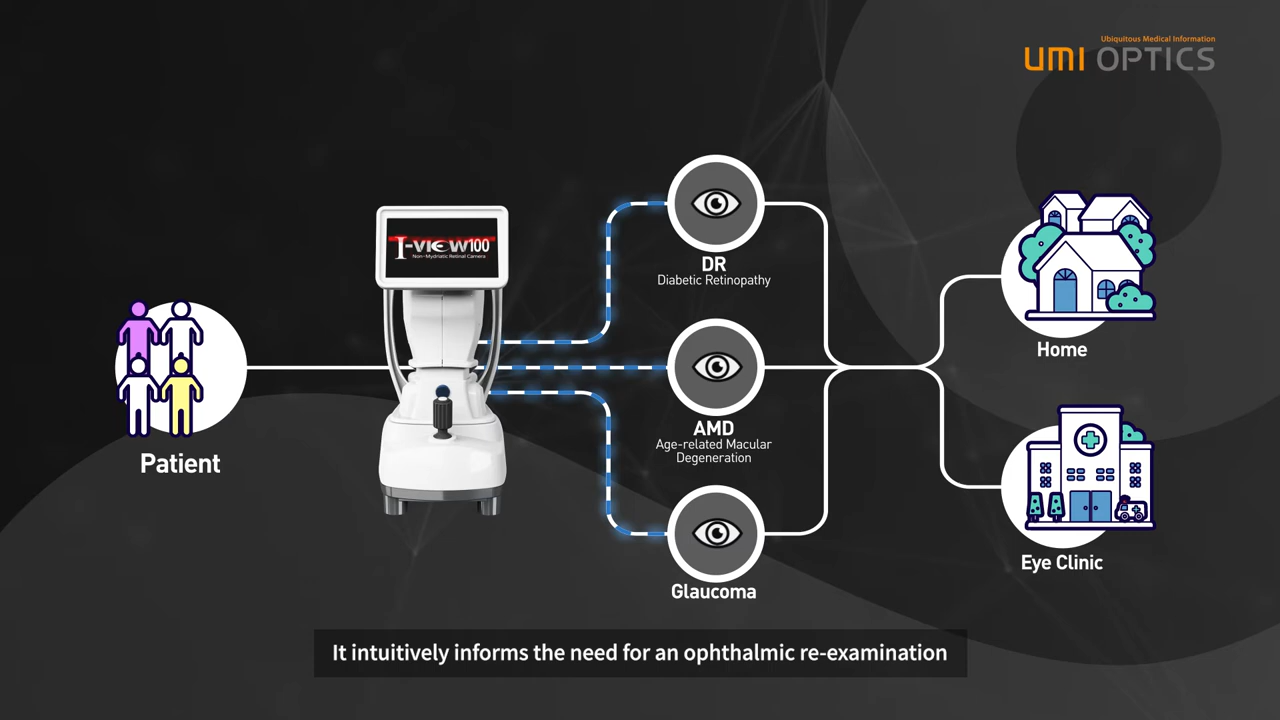 Ubiquitous Medical Information
UMI OPTICS
I-VIEW100
Non-Mydriatic Retinal Camera
DR
Diabetic Retinopathy
Home
Patient
AMD
Age-related Macular
Degeneration
Glaucoma
Eye Clinic
It intuitively informs the need for an ophthalmic re-examination